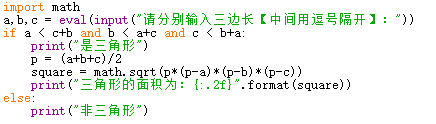 import math
a,b,c = eval(input("请分别输入三边长【中间用逗号隔开】："))
if a < c+b and b < a+c and c < b+a:
    print("是三角形")
    p = (a+b+c)/2
    square = math.sqrt(p*(p-a)*(p-b)*(p-c))
    print("三角形的面积为：{:.2f}".format(square))
else:
    print("非三角形")